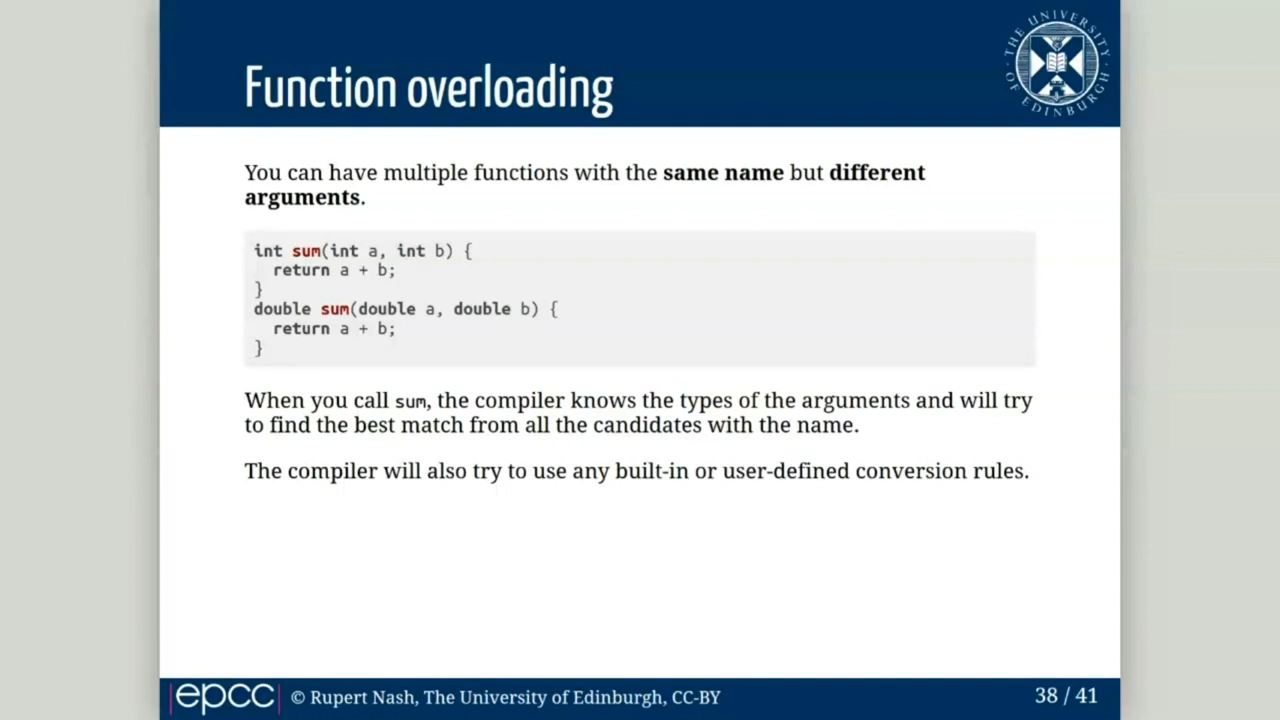 Function overloading
THE UNIVERSITY OF EDINBURGH
You can have multiple functions with the same name but different
arguments.
int sum(int a, int b) {
  return a + b;
}
double sum(double a, double b) {
  return a + b;
}
When you call sum, the compiler knows the types of the arguments and will try
to find the best match from all the candidates with the name.
The compiler will also try to use any built-in or user-defined conversion rules.
epcc © Rupert Nash, The University of Edinburgh, CC-BY 38 / 41